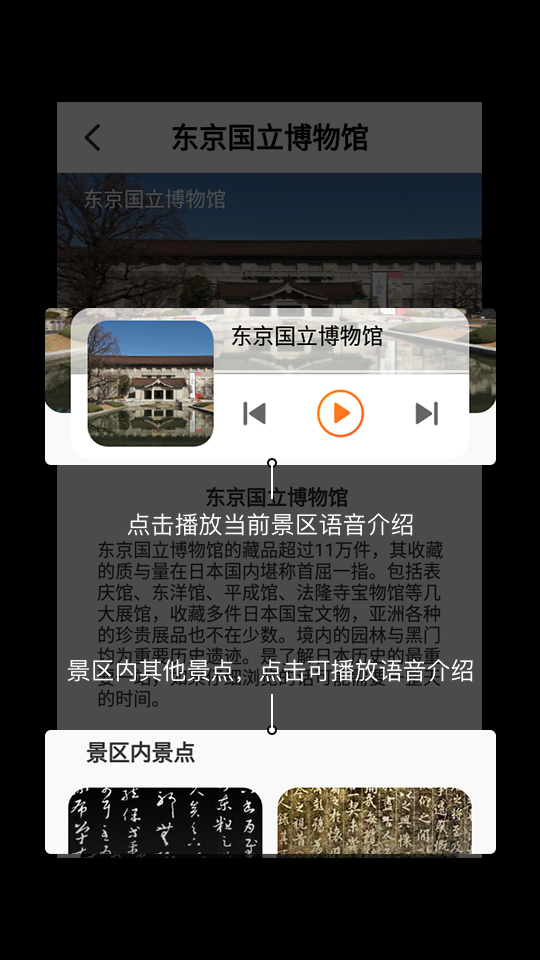 东京国立博物馆
东京国立博物馆
东京国立博物馆
东京国立博物馆
点击播放当前景区语音介绍
东京国立博物馆的藏品超过11万件，其收藏
的质与量在日本国内堪称首屈一指。包括表
庆馆、东洋馆、平成馆、法隆寺宝物馆等几
大展馆，收藏多件日本国宝文物，亚洲各种
的珍贵展品也不在少数。境内的园林与黑门
均为重要历史遗迹。是了解日本历史的最重
景区内其他景点，点击可播放语音介绍
的时间。
景区内景点